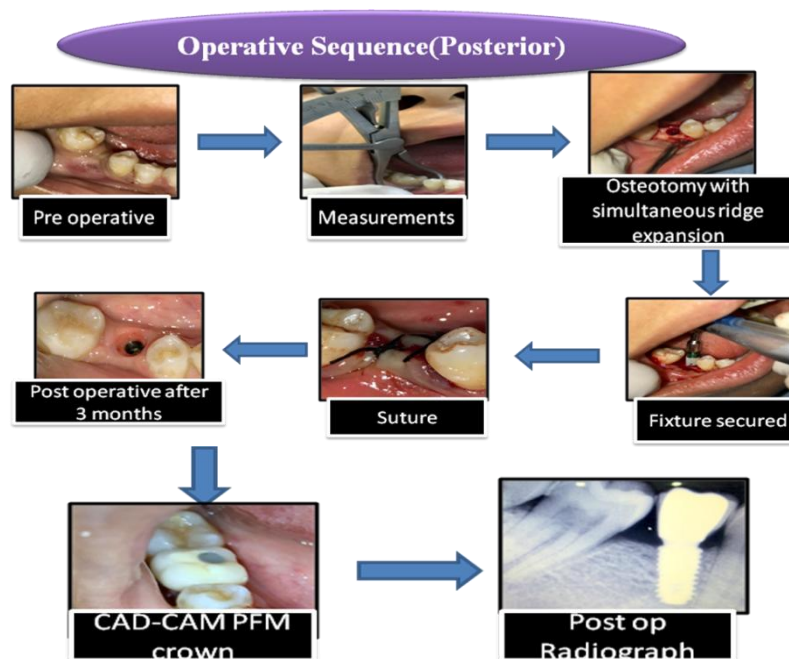 Operative Sequence(Posterior)
Pre operative
Measurements
Osteotomy with
simultaneous ridge
expansion
Post operative after
3 months
Suture
Fixture secured
CAD-CAM PFM
crown
Post op
Radiograph